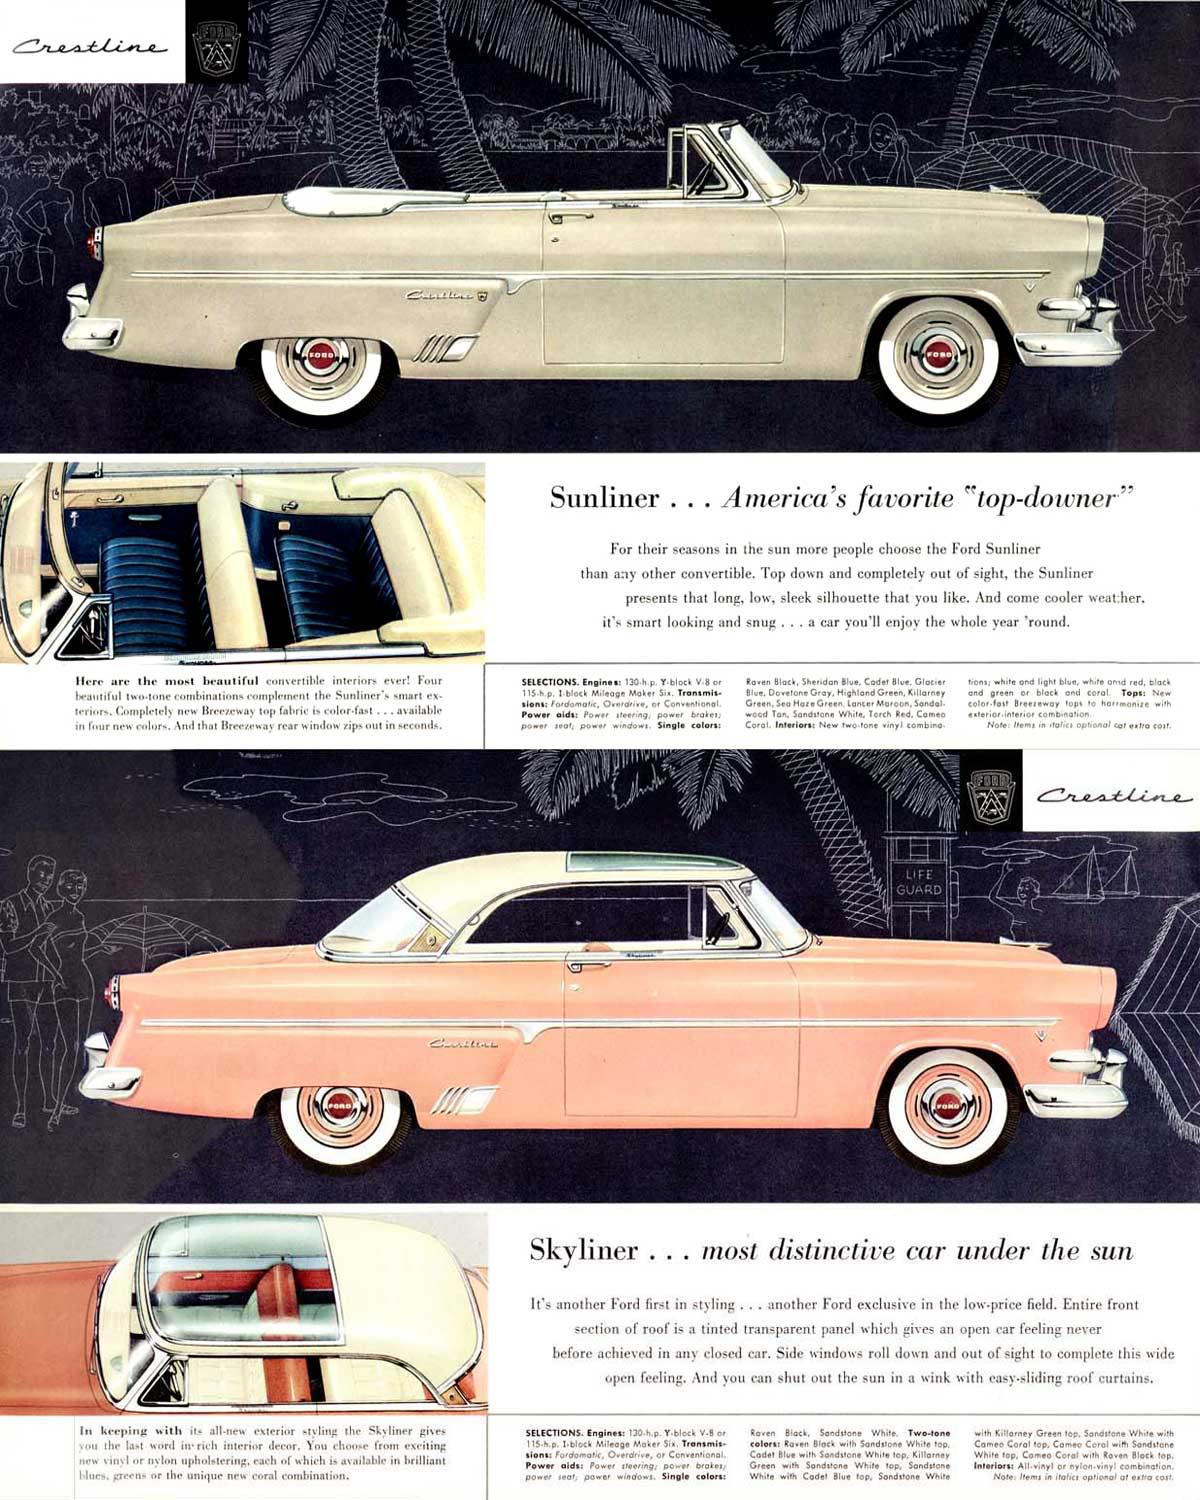 Crestline
FORD
Crestline
FORD
FORD
Sunliner . . . America's favorite "top-downer"
For their seasons in the sun more people choose the Ford Sunliner
than any other convertible. Top down and completely out of sight, the Sunliner
presents that long, low, sleek silhouette that you like. And come cooler weather,
it's smart looking and snug . . . a car you'll enjoy the whole year 'round.
Here are the most beautiful convertible interiors ever! Four
beautiful two-tone combinations complement the Sunliner's smart ex-
teriors. Completely new Breezeway top fabric is color-fast . . . available
in four new colors. And that Breezeway rear window zips out in seconds.
SELECTIONS. Engines: 130-h.p. Y-block V-8 or
115-h.p. I-block Mileage Maker Six. Transmis-
sions: Fordomatic, Overdrive, or Conventional.
Power aids: Power steering; power brakes;
power seat; power windows. Single colors:
Raven Black, Sheridan Blue, Cadet Blue, Glacier
Blue, Dovetone Gray, Highland Green, Killarney
Green, Sea Haze Green, Lancer Maroon, Sandal-
wood Tan, Sandstone White, Torch Red, Cameo
Coral. Interiors: New two-tone vinyl combina-
tions; white and light blue, white and red, black
and green or black and coral. Tops: New
color-fast Breezeway tops to harmonize with
exterior-interior combination.
Note: Items in italics optional at extra cost.
FORD
Crestline
LIFE
GUARD
Skyliner
Crestline
FORD
FORD
Skyliner . . . most distinctive car under the sun
It's another Ford first in styling . . . another Ford exclusive in the low-price field. Entire front
section of roof is a tinted transparent panel which gives an open car feeling never
before achieved in any closed car. Side windows roll down and out of sight to complete this wide
open feeling. And you can shut out the sun in a wink with easy-sliding roof curtains.
In keeping with its all-new exterior styling the Skyliner gives
you the last word in rich interior decor. You choose from exciting
new vinyl or nylon upholstering, each of which is available in brilliant
blues, greens or the unique new coral combination.
SELECTIONS. Engines: 130-h.p. Y-block V-8 or
115-h.p. I-block Mileage Maker Six. Transmis-
sions: Fordomatic, Overdrive, or Conventional.
Power aids: Power steering; power brakes;
power seat; power windows. Single colors:
Raven Black, Sandstone White. Two-tone
colors: Raven Black with Sandstone White top,
Cadet Blue with Sandstone White top, Killarney
Green with Sandstone White top, Sandstone
White with Cadet Blue top, Sandstone White
with Killarney Green top, Sandstone White with
Cameo Coral top, Cameo Coral with Sandstone
White top, Cameo Coral with Raven Black top.
Interiors: All-vinyl or nylon-vinyl combination.
Note: Items in italics optional at extra cost.